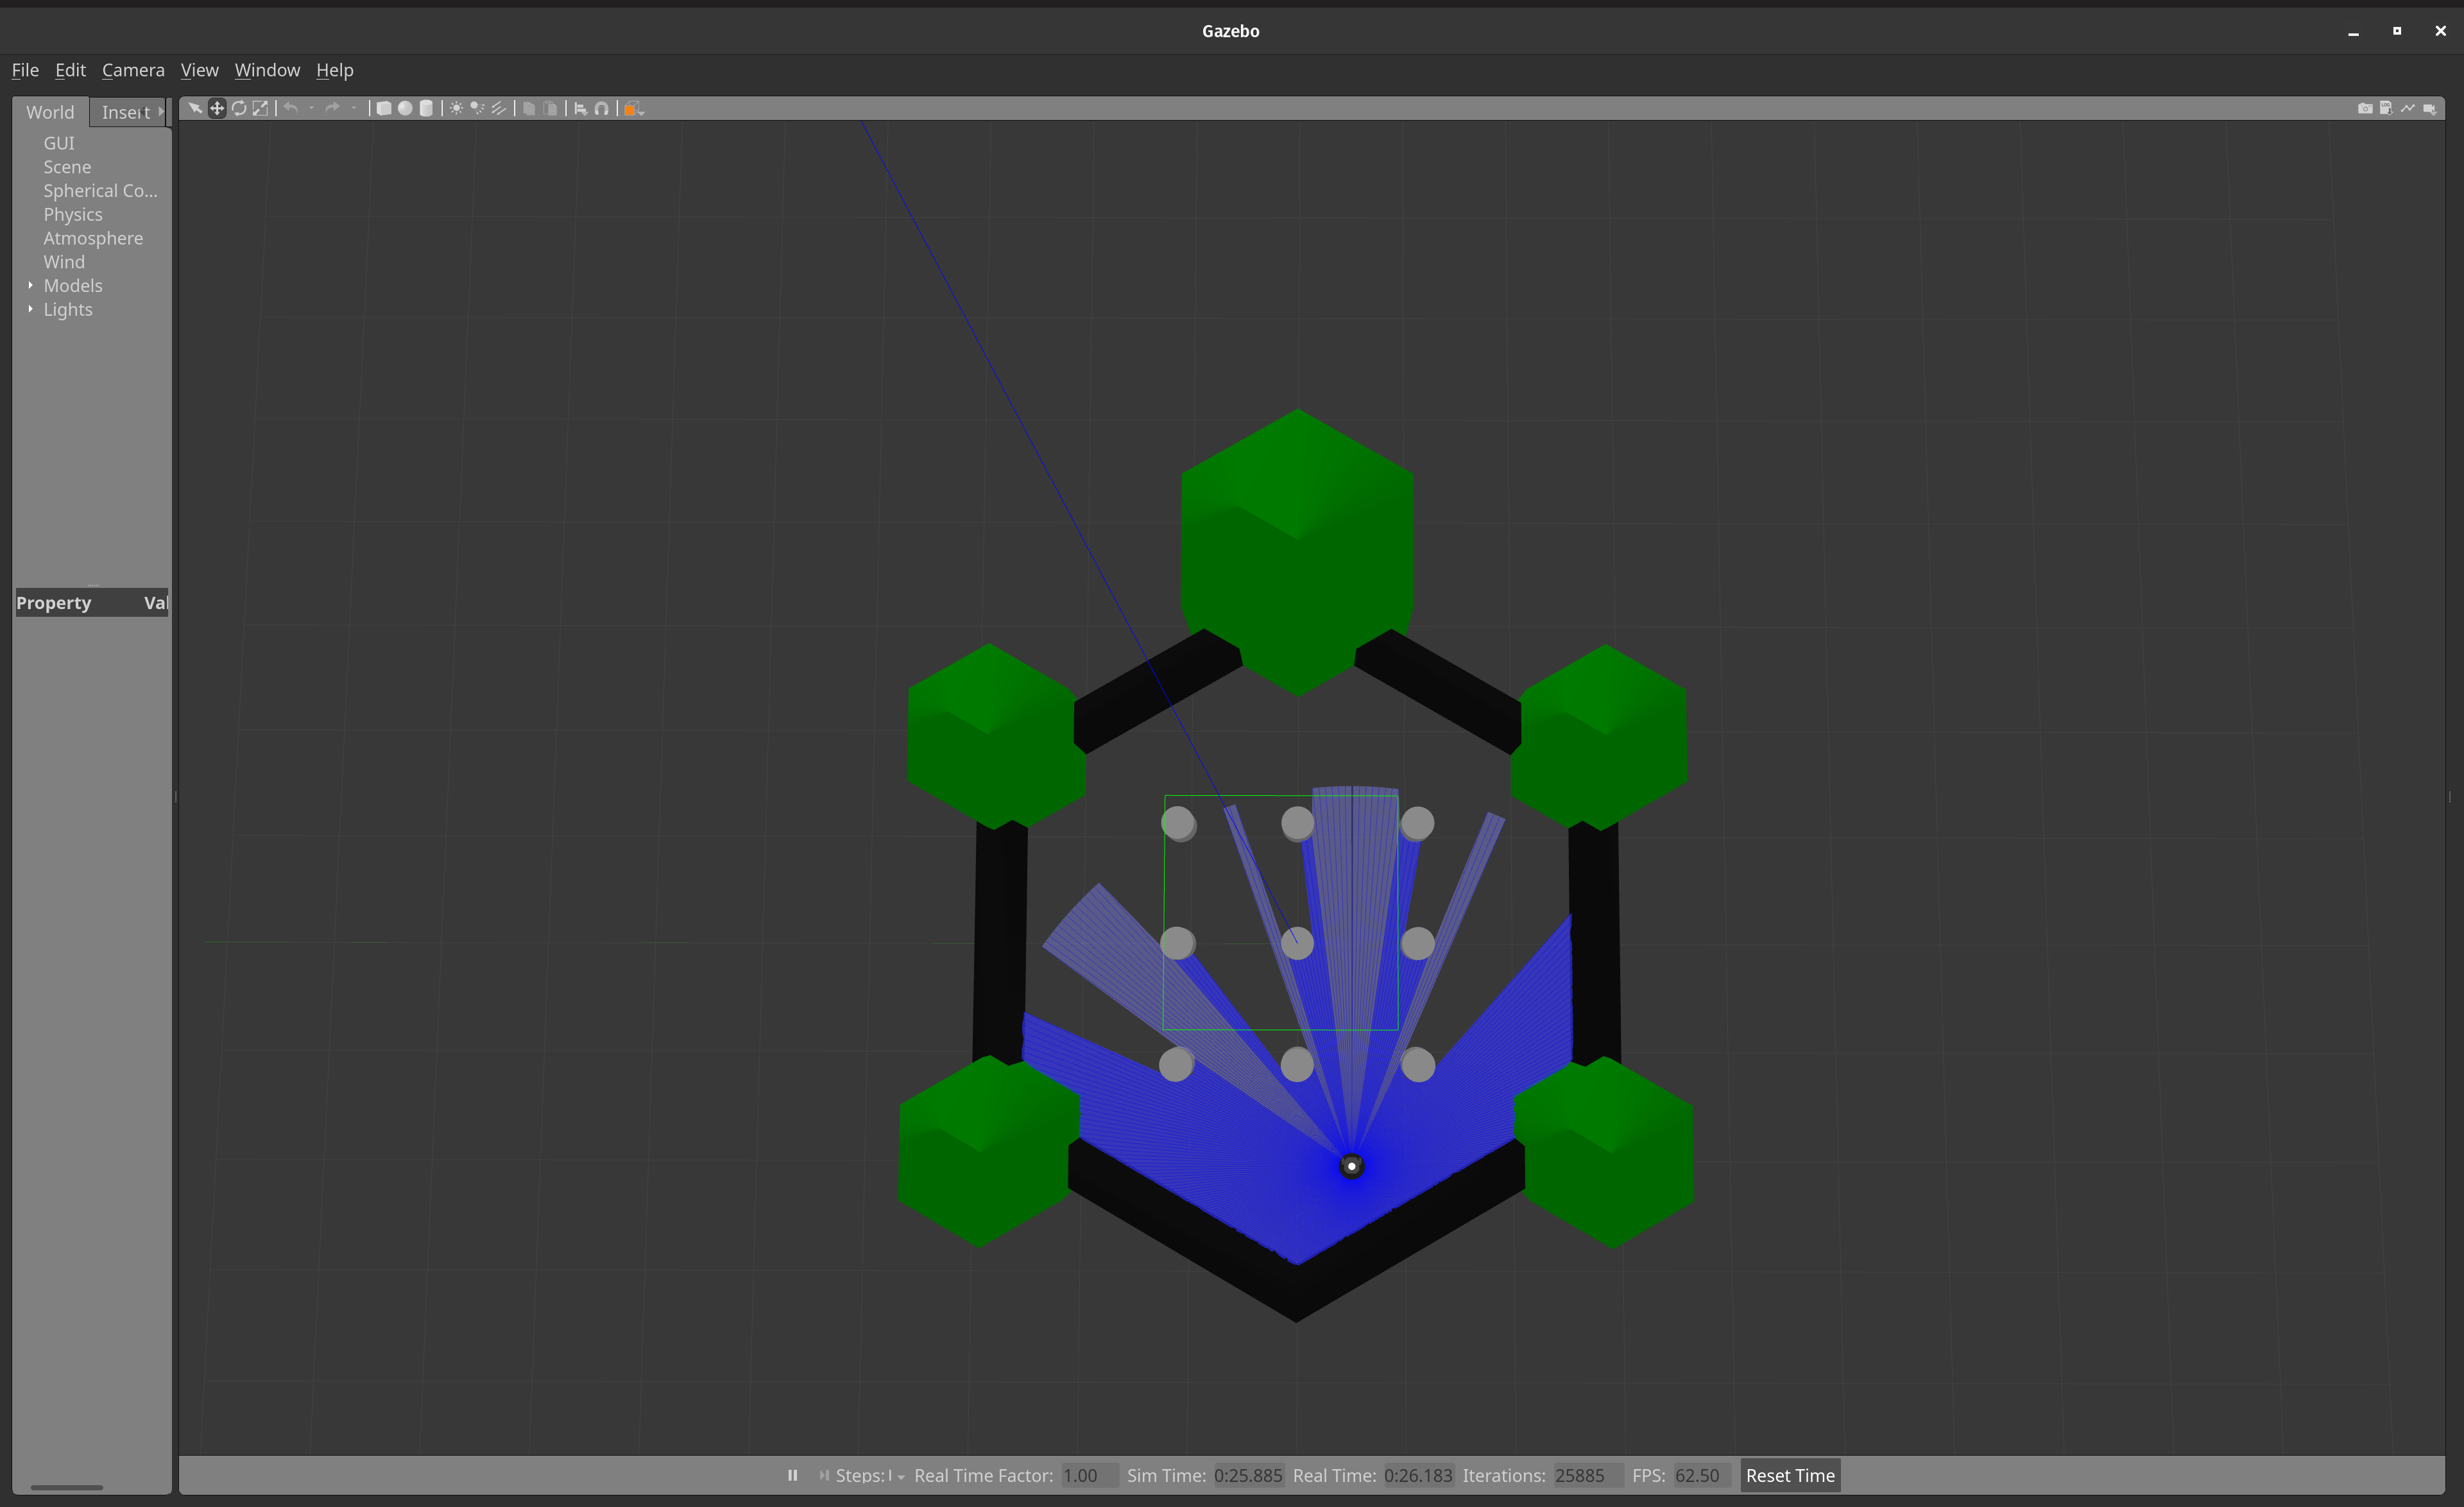 Gazebo
File Edit Camera View Window Help
World Insert
GUI
Scene
Spherical Co...
Physics
Atmosphere
Wind
Models
Lights
Property Val
Steps: 1 Real Time Factor: 1.00 Sim Time: 0:25.885 Real Time: 0:26.183 Iterations: 25885 FPS: 62.50 Reset Time